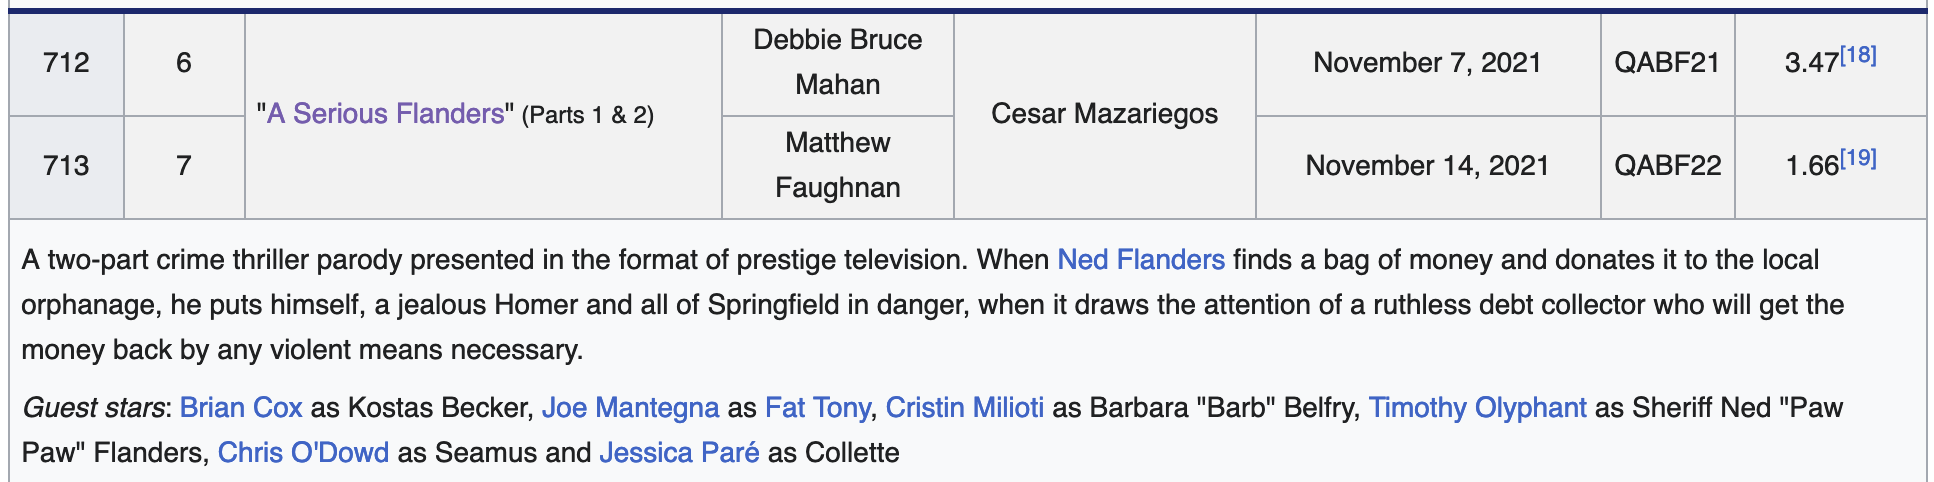 712 6 "A Serious Flanders" (Parts 1 & 2) Debbie Bruce Mahan Cesar Mazariegos November 7, 2021 QABF21 3.47[18]
713 7 Matthew Faughnan November 14, 2021 QABF22 1.66[19]
A two-part crime thriller parody presented in the format of prestige television. When Ned Flanders finds a bag of money and donates it to the local
orphanage, he puts himself, a jealous Homer and all of Springfield in danger, when it draws the attention of a ruthless debt collector who will get the
money back by any violent means necessary.
Guest stars: Brian Cox as Kostas Becker, Joe Mantegna as Fat Tony, Cristin Milioti as Barbara "Barb" Belfry, Timothy Olyphant as Sheriff Ned "Paw
Paw" Flanders, Chris O'Dowd as Seamus and Jessica Paré as Collette